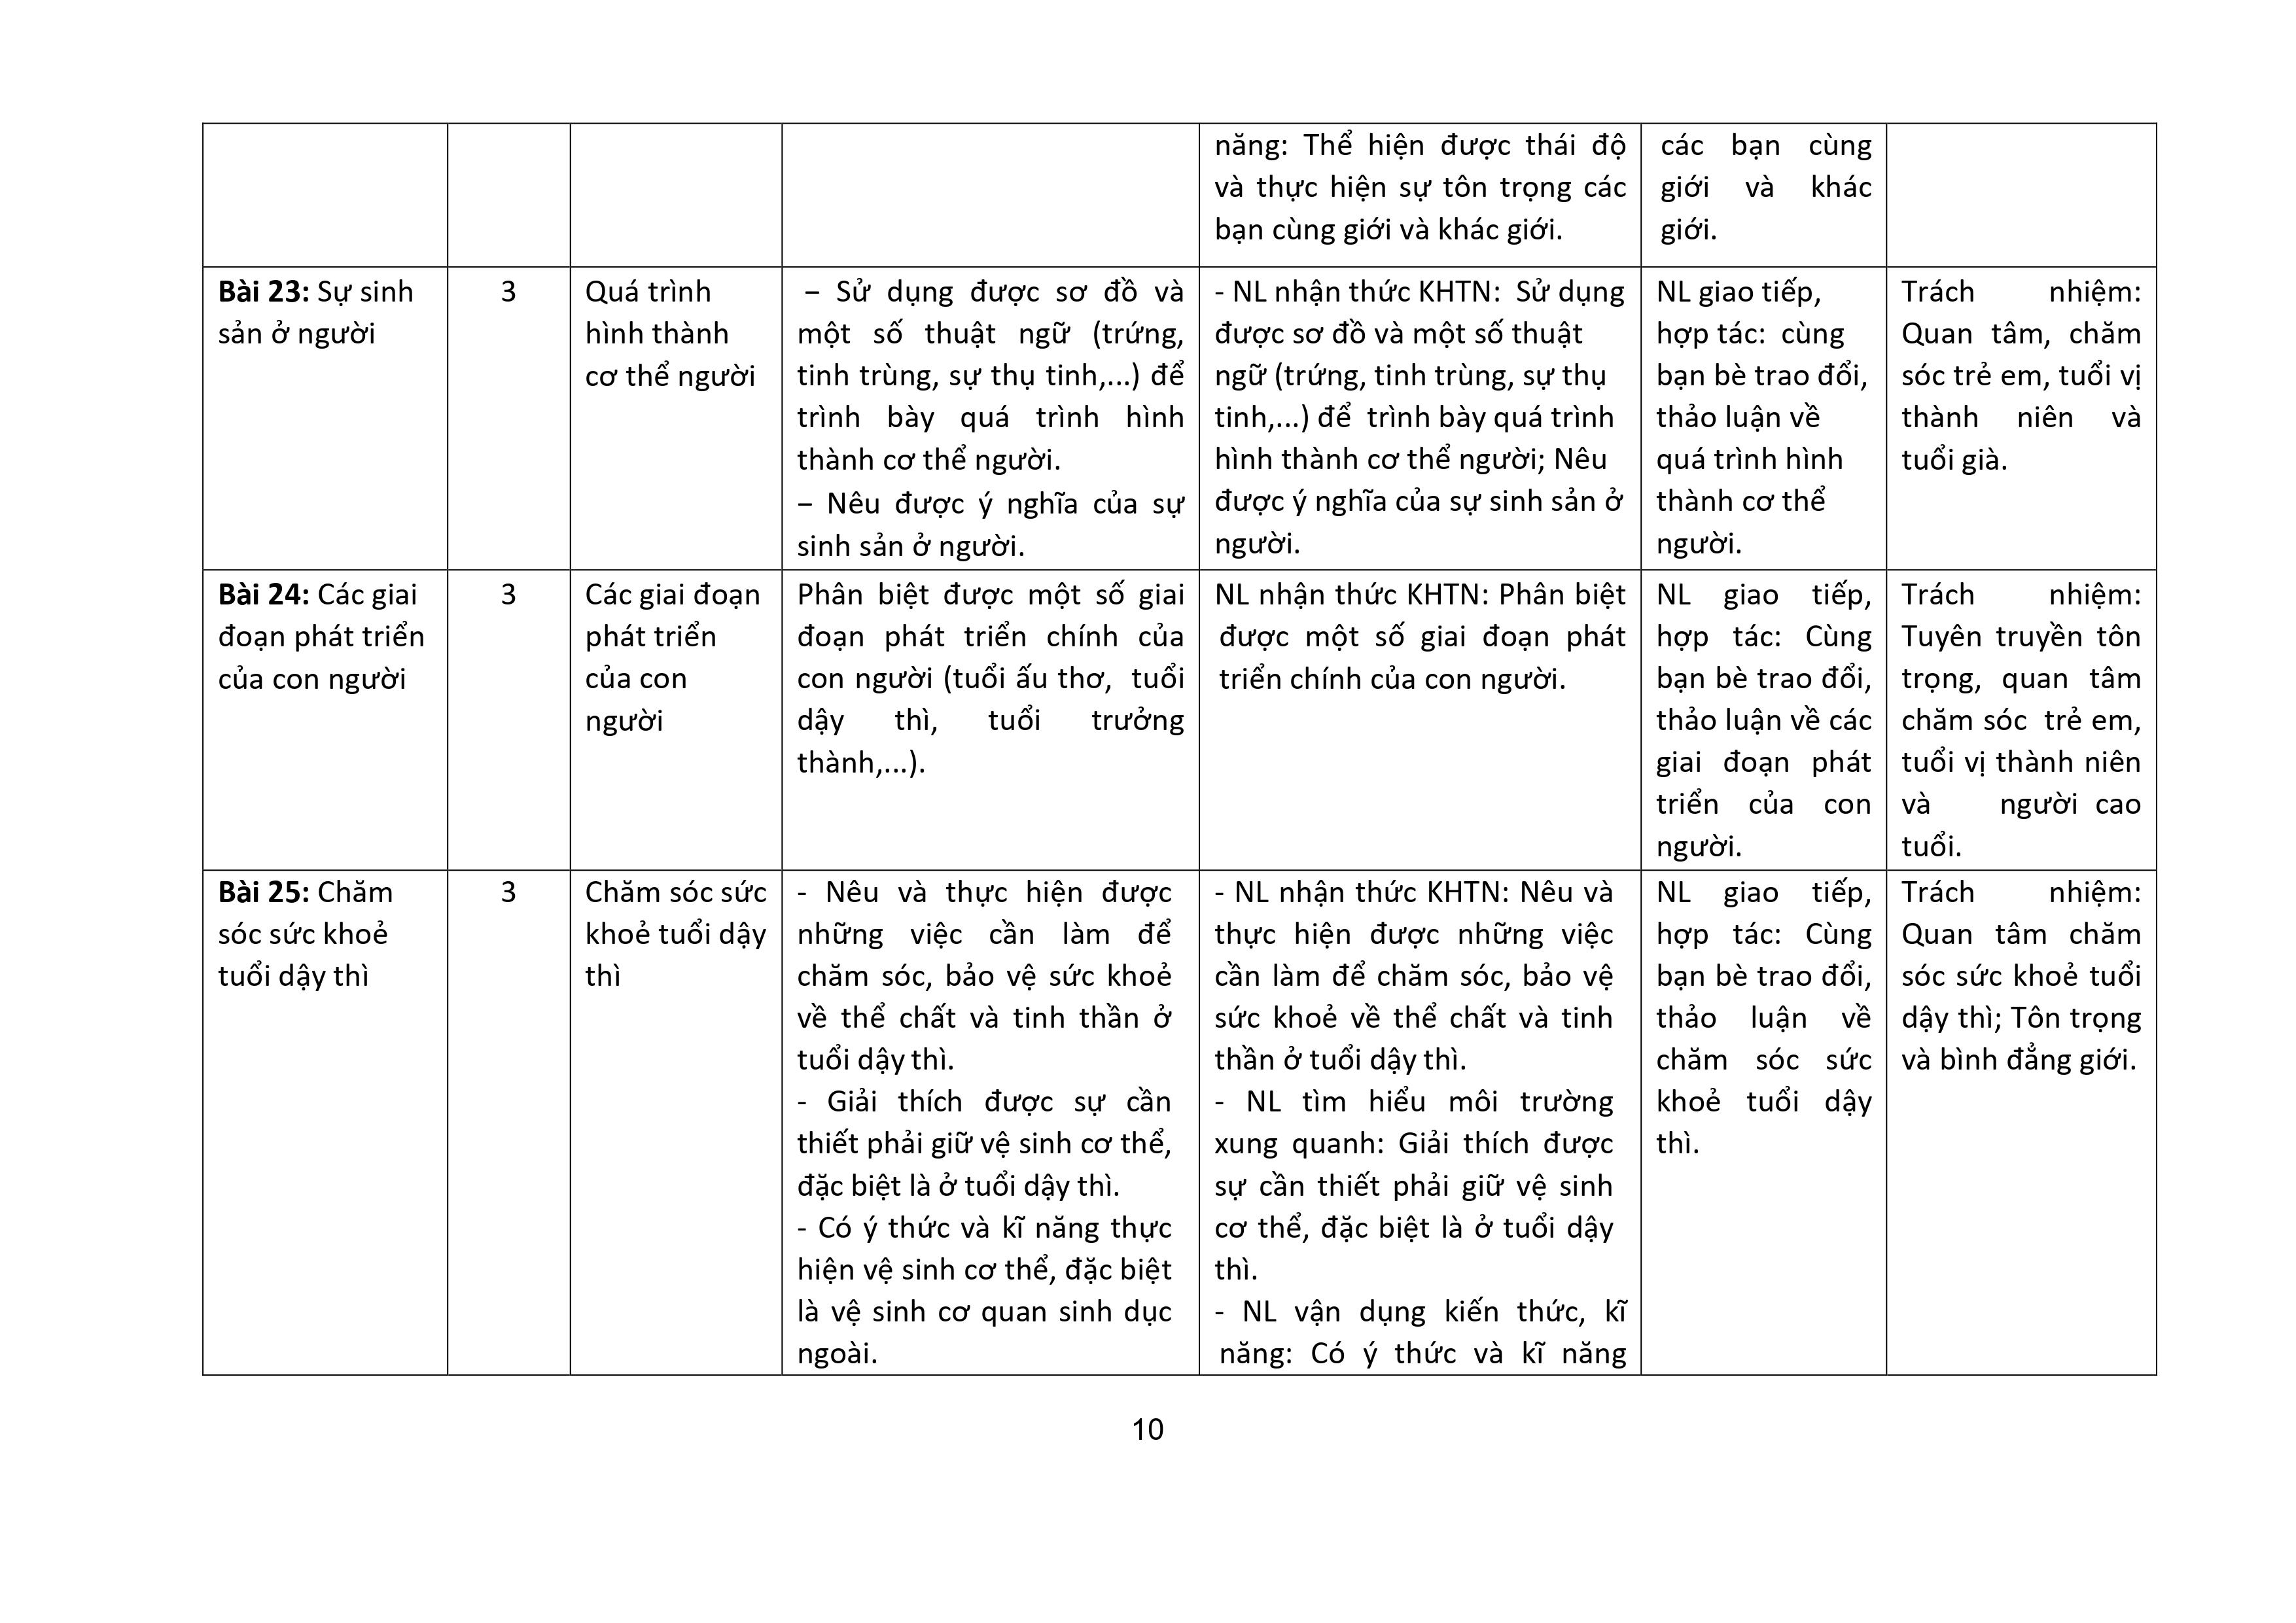 năng: Thể hiện được thái độ
và thực hiện sự tôn trọng các
bạn cùng giới và khác giới.
các bạn cùng
giới và khác
giới.
Bài 23: Sự sinh
sản ở người
3
Quá trình
hình thành
cơ thể người
– Sử dụng được sơ đồ và
một số thuật ngữ (trứng,
tinh trùng, sự thụ tinh,...) để
trình bày quá trình hình
thành cơ thể người.
– Nêu được ý nghĩa của sự
sinh sản ở người.
- NL nhận thức KHTN: Sử dụng
được sơ đồ và một số thuật
ngữ (trứng, tinh trùng, sự thụ
tinh,...) để trình bày quá trình
hình thành cơ thể người; Nêu
được ý nghĩa của sự sinh sản ở
người.
NL giao tiếp,
hợp tác: cùng
bạn bè trao đổi,
thảo luận về
quá trình hình
thành cơ thể
người.
Trách nhiệm:
Quan tâm, chăm
sóc trẻ em, tuổi vị
thành niên và
tuổi già.
Bài 24: Các giai
đoạn phát triển
của con người
3
Các giai đoạn
phát triển
của con
người
Phân biệt được một số giai
đoạn phát triển chính của
con người (tuổi ấu thơ, tuổi
dậy thì, tuổi trưởng
thành,...).
NL nhận thức KHTN: Phân biệt
được một số giai đoạn phát
triển chính của con người.
NL giao tiếp,
hợp tác: Cùng
bạn bè trao đổi,
thảo luận về các
giai đoạn phát
triển của con
người.
Trách nhiệm:
Tuyên truyền tôn
trọng, quan tâm
chăm sóc trẻ em,
tuổi vị thành niên
và người cao
tuổi.
Bài 25: Chăm
sóc sức khoẻ
tuổi dậy thì
3
Chăm sóc sức
khoẻ tuổi dậy
thì
- Nêu và thực hiện được
những việc cần làm để
chăm sóc, bảo vệ sức khoẻ
về thể chất và tinh thần ở
tuổi dậy thì.
- Giải thích được sự cần
thiết phải giữ vệ sinh cơ thể,
đặc biệt là ở tuổi dậy thì.
- Có ý thức và kĩ năng thực
hiện vệ sinh cơ thể, đặc biệt
là vệ sinh cơ quan sinh dục
ngoài.
- NL nhận thức KHTN: Nêu và
thực hiện được những việc
cần làm để chăm sóc, bảo vệ
sức khoẻ về thể chất và tinh
thần ở tuổi dậy thì.
- NL tìm hiểu môi trường
xung quanh: Giải thích được
sự cần thiết phải giữ vệ sinh
cơ thể, đặc biệt là ở tuổi dậy
thì.
- NL vận dụng kiến thức, kĩ
năng: Có ý thức và kĩ năng
NL giao tiếp,
hợp tác: Cùng
bạn bè trao đổi,
thảo luận về
chăm sóc sức
khoẻ tuổi dậy
thì.
Trách nhiệm:
Quan tâm chăm
sóc sức khoẻ tuổi
dậy thì; Tôn trọng
và bình đẳng giới.
10